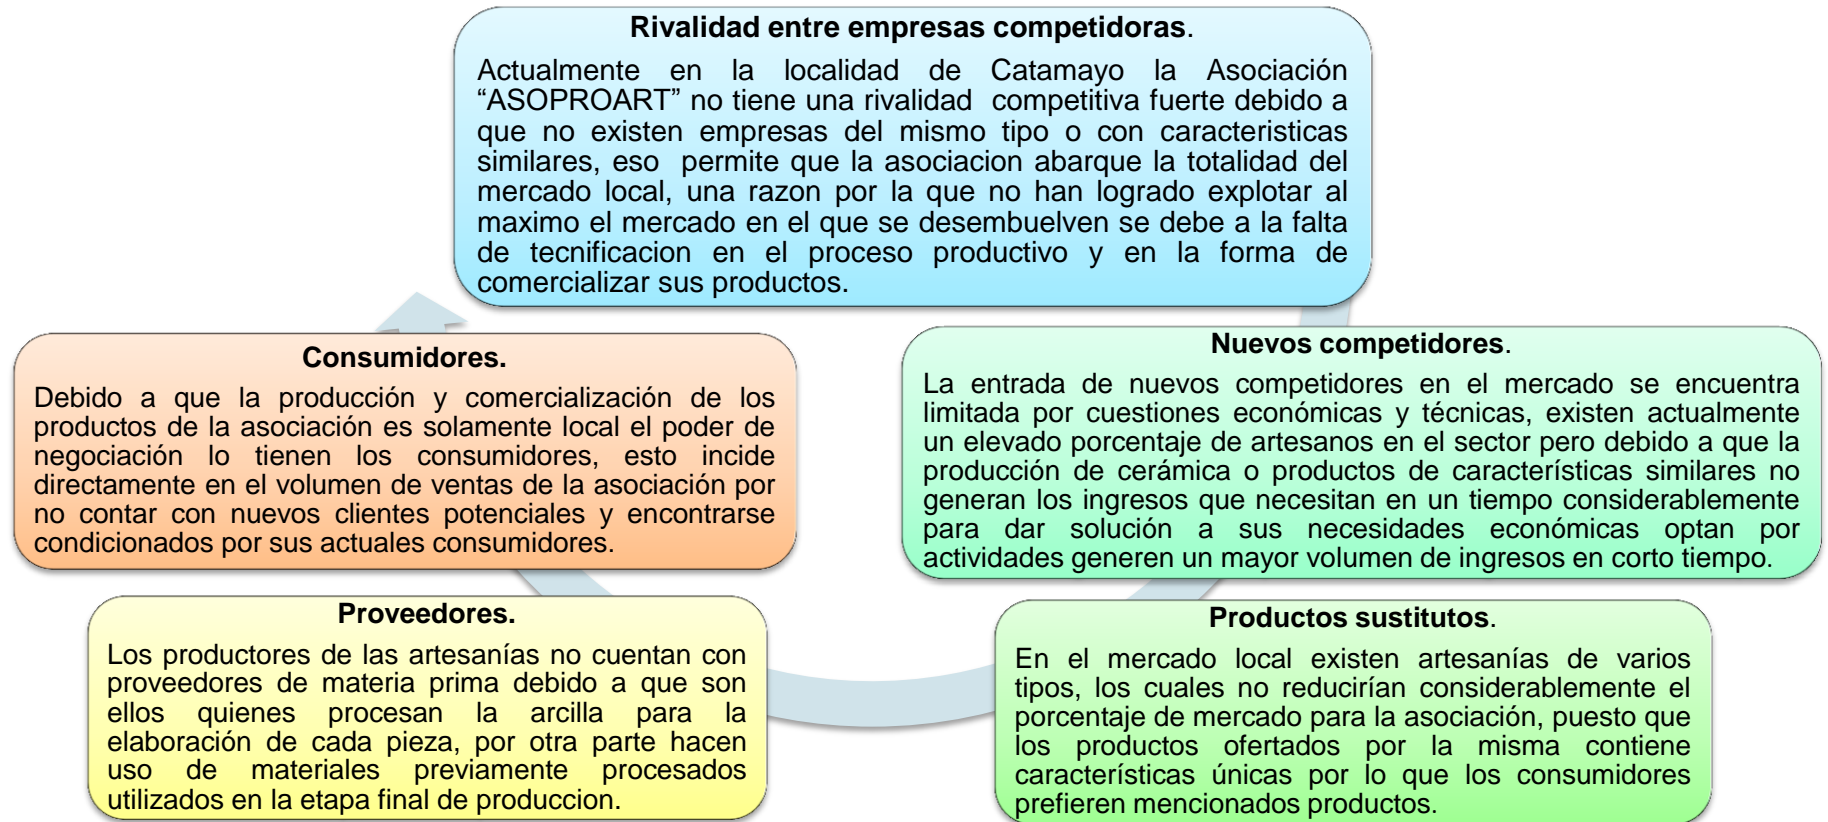 Rivalidad entre empresas competidoras.
Actualmente en la localidad de Catamayo la Asociación
“ASOPROART” no tiene una rivalidad competitiva fuerte debido a
que no existen empresas del mismo tipo o con caracteristicas
similares, eso permite que la asociacion abarque la totalidad del
mercado local, una razon por la que no han logrado explotar al
maximo el mercado en el que se desembuelven se debe a la falta
de tecnificacion en el proceso productivo y en la forma de
comercializar sus productos.
Nuevos competidores.
La entrada de nuevos competidores en el mercado se encuentra
limitada por cuestiones económicas y técnicas, existen actualmente
un elevado porcentaje de artesanos en el sector pero debido a que la
producción de cerámica o productos de características similares no
generan los ingresos que necesitan en un tiempo considerablemente
para dar solución a sus necesidades económicas optan por
actividades generen un mayor volumen de ingresos en corto tiempo.
Productos sustitutos.
En el mercado local existen artesanías de varios
tipos, los cuales no reducirían considerablemente el
porcentaje de mercado para la asociación, puesto que
los productos ofertados por la misma contiene
características únicas por lo que los consumidores
prefieren mencionados productos.
Proveedores.
Los productores de las artesanías no cuentan con
proveedores de materia prima debido a que son
ellos quienes procesan la arcilla para la
elaboración de cada pieza, por otra parte hacen
uso de materiales previamente procesados
utilizados en la etapa final de produccion.
Consumidores.
Debido a que la producción y comercialización de los
productos de la asociación es solamente local el poder de
negociación lo tienen los consumidores, esto incide
directamente en el volumen de ventas de la asociación por
no contar con nuevos clientes potenciales y encontrarse
condicionados por sus actuales consumidores.